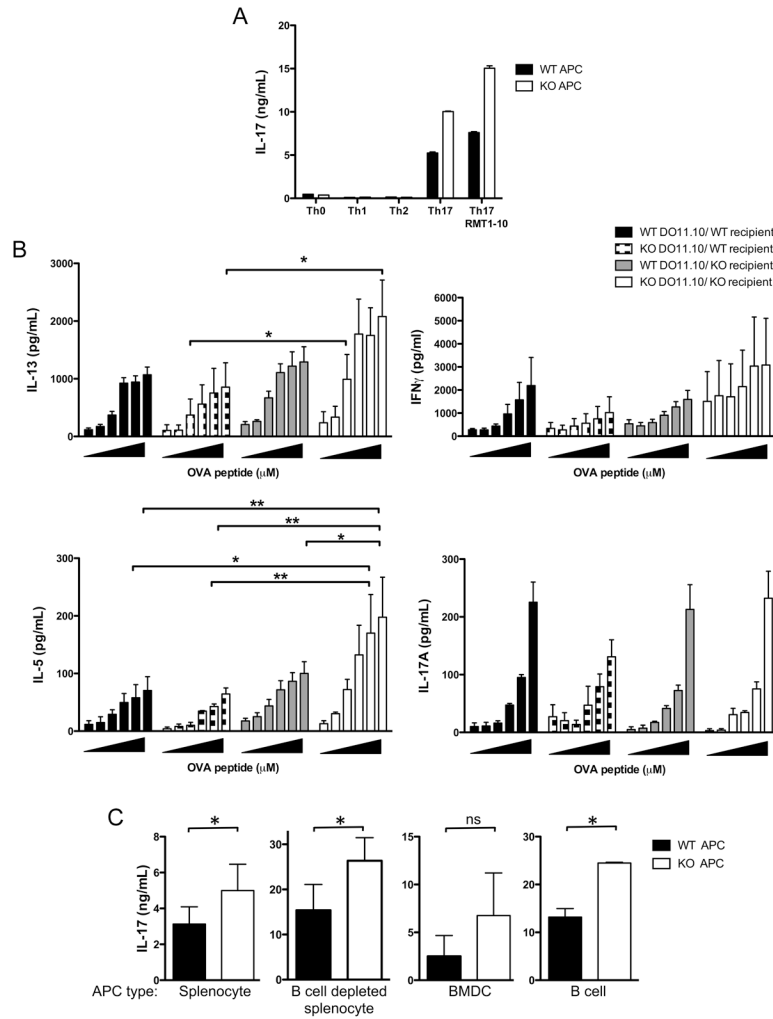 A
IL-17 (ng/mL)
20
15
10
5
0
Th0
Th1
Th2
Th17
Th17
RMT1-10
WT APC
KO APC
WT DO11.10/ WT recipient
KO DO11.10/ WT recipient
WT DO11.10/ KO recipient
KO DO11.10/ KO recipient
B
IL-13 (pg/mL)
3000
2000
1000
0
*
*
OVA peptide (μM)
IFNγ (pg/ml)
6000
5000
4000
3000
2000
1000
0
OVA peptide (μM)
IL-5 (pg/mL)
300
200
100
0
**
**
*
*
**
OVA peptide (μM)
IL-17A (pg/mL)
300
200
100
0
OVA peptide (μM)
C
IL-17 (ng/mL)
8
6
4
2
0
*
30
20
10
0
*
15
10
5
0
ns
30
20
10
0
*
WT APC
KO APC
APC type:
Splenocyte
B cell depleted
splenocyte
BMDC
B cell